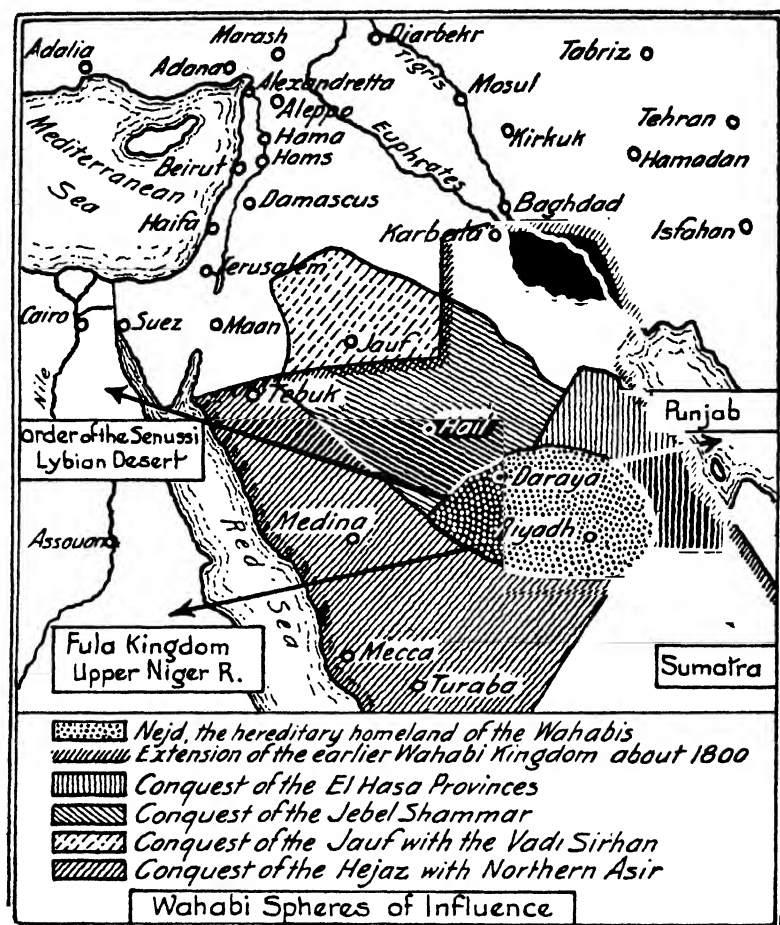 Adalia
Marash
Adana
Alexandretta
Aleppo
Hama
Homs
Beirut
Damascus
Haifa
Jerusalem
Mediterranean
Sea
Diarbekr
Tigris
Mosul
Euphrates
Kirkuk
Tabriz
Tehran
Hamadan
Baghdad
Karbala
Isfahan
Cairo
Suez
Maan
Jauf
Nile
Tebuk
Hail
Punjab
Order of the Senussi
Lybian Desert
Daraya
Riyadh
Medina
Assouan
Red
Sea
Fula Kingdom
Upper Niger R.
Mecca
Turaba
Sumatra
Nejd, the hereditary homeland of the Wahabis
Extension of the earlier Wahabi Kingdom about 1800
Conquest of the El Hasa Provinces
Conquest of the Jebel Shammar
Conquest of the Jauf with the Vadi Sirhan
Conquest of the Hejaz with Northern Asir
Wahabi Spheres of Influence